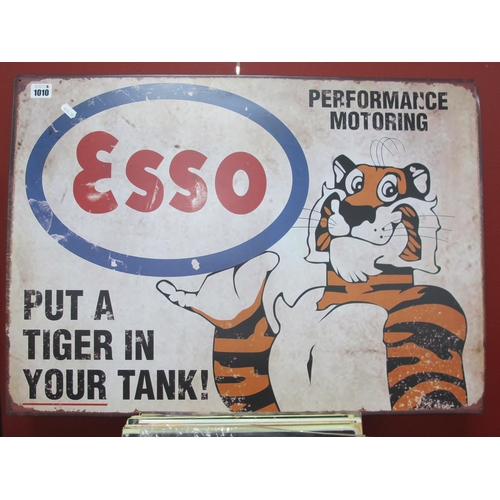 1010
Esso
PERFORMANCE
MOTORING
PUT A
TIGER IN
YOUR TANK!